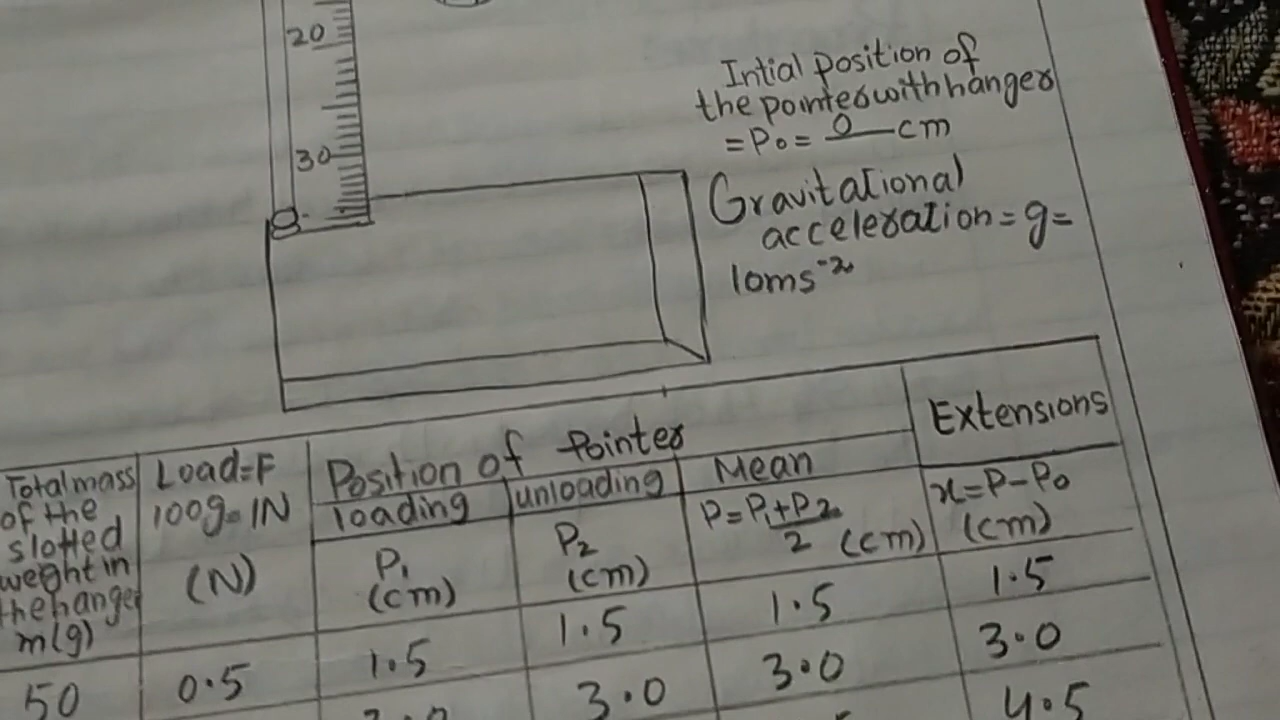 20
30
Intial position of
the pointer with hanger
= P₀ = 0 cm
Gravitational
acceleration = g =
10ms⁻²
Total mass
of the
slotted
weight in
the hanger
m(g)
Load=F
100g=1N
(N)
Position of Pointer
loading
P₁
(cm)
unloading
P₂
(cm)
Mean
P=P₁+P₂/2 (cm)
Extensions
x=P-P₀
(cm)
50 0.5 1.5 1.5 1.5 1.5
3.0 3.0 3.0
4.5